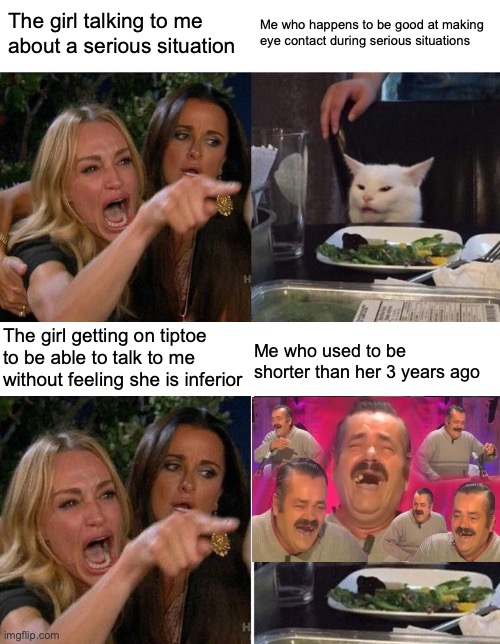 The girl talking to me
about a serious situation
Me who happens to be good at making
eye contact during serious situations
The girl getting on tiptoe
to be able to talk to me
without feeling she is inferior
Me who used to be
shorter than her 3 years ago
H
H
imgflip.com